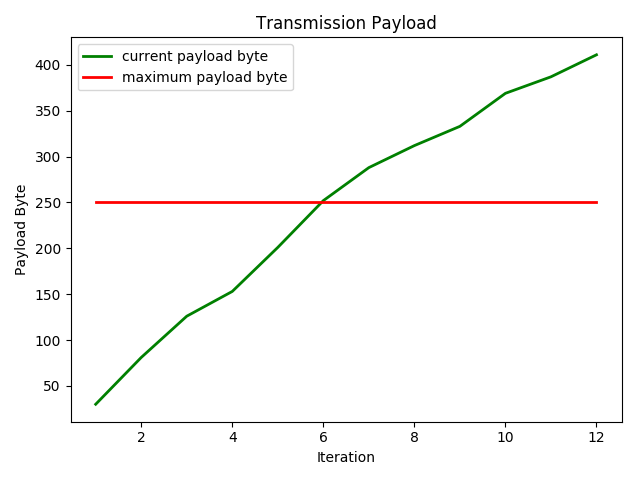 Transmission Payload
current payload byte
maximum payload byte
Payload Byte
400
350
300
250
200
150
100
50
2 4 6 8 10 12
Iteration